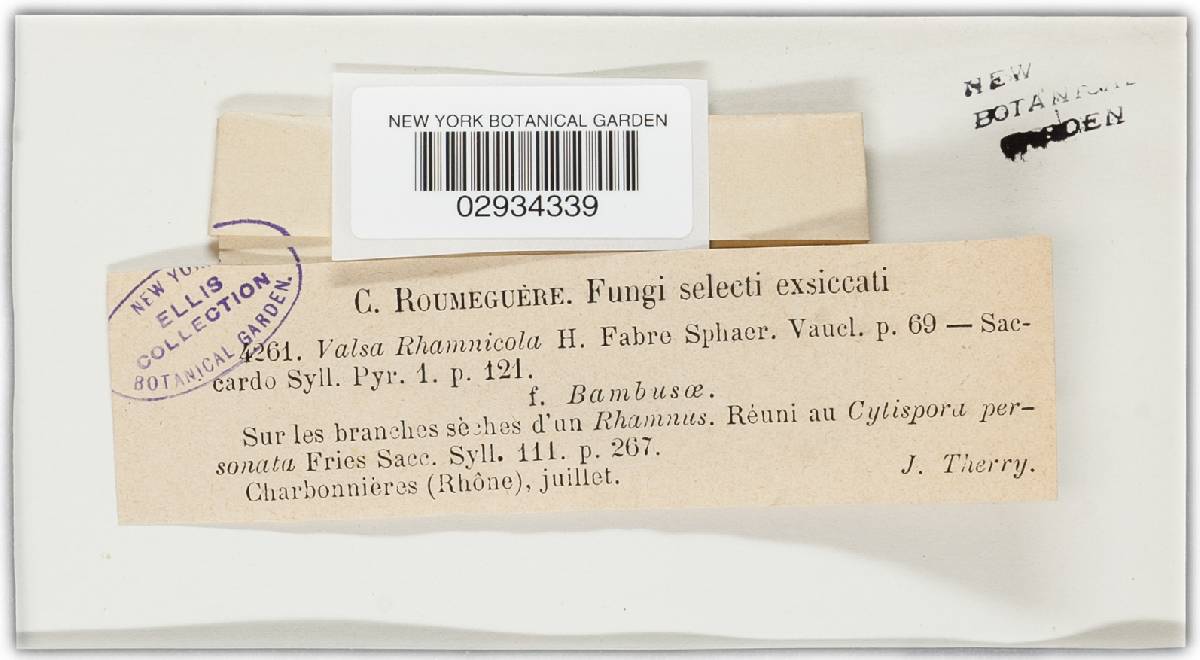 NEW YORK BOTANICAL GARDEN
02934339
NEW
BOTANICAL
GARDEN
NEW YORK
ELLIS
COLLECTION
BOTANICAL GARDEN.
C. ROUMEGUÈRE. Fungi selecti exsiccati
4261. Valsa Rhamnicola H. Fabre Sphaer. Vaucl. p. 69 — Sac-
cardo Syll. Pyr. 1. p. 121.
f. Bambusæ.
Sur les branches sèches d'un Rhamnus. Réuni au Cytispora per-
sonata Fries Sacc. Syll. 111. p. 267.
Charbonnières (Rhône), juillet.
J. Therry.